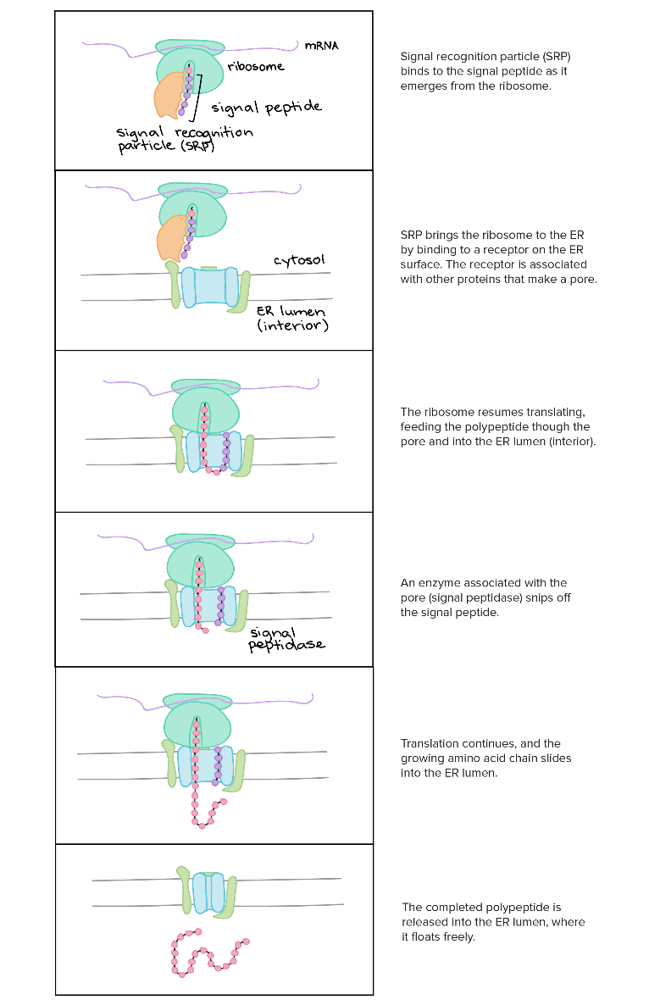 mRNA
ribosome
signal peptide
signal recognition
particle (SRP)
Signal recognition particle (SRP)
binds to the signal peptide as it
emerges from the ribosome.
cytosol
ER lumen
(interior)
SRP brings the ribosome to the ER
by binding to a receptor on the ER
surface. The receptor is associated
with other proteins that make a pore.
The ribosome resumes translating,
feeding the polypeptide though the
pore and into the ER lumen (interior).
signal
peptidase
An enzyme associated with the
pore (signal peptidase) snips off
the signal peptide.
Translation continues, and the
growing amino acid chain slides
into the ER lumen.
The completed polypeptide is
released into the ER lumen, where
it floats freely.